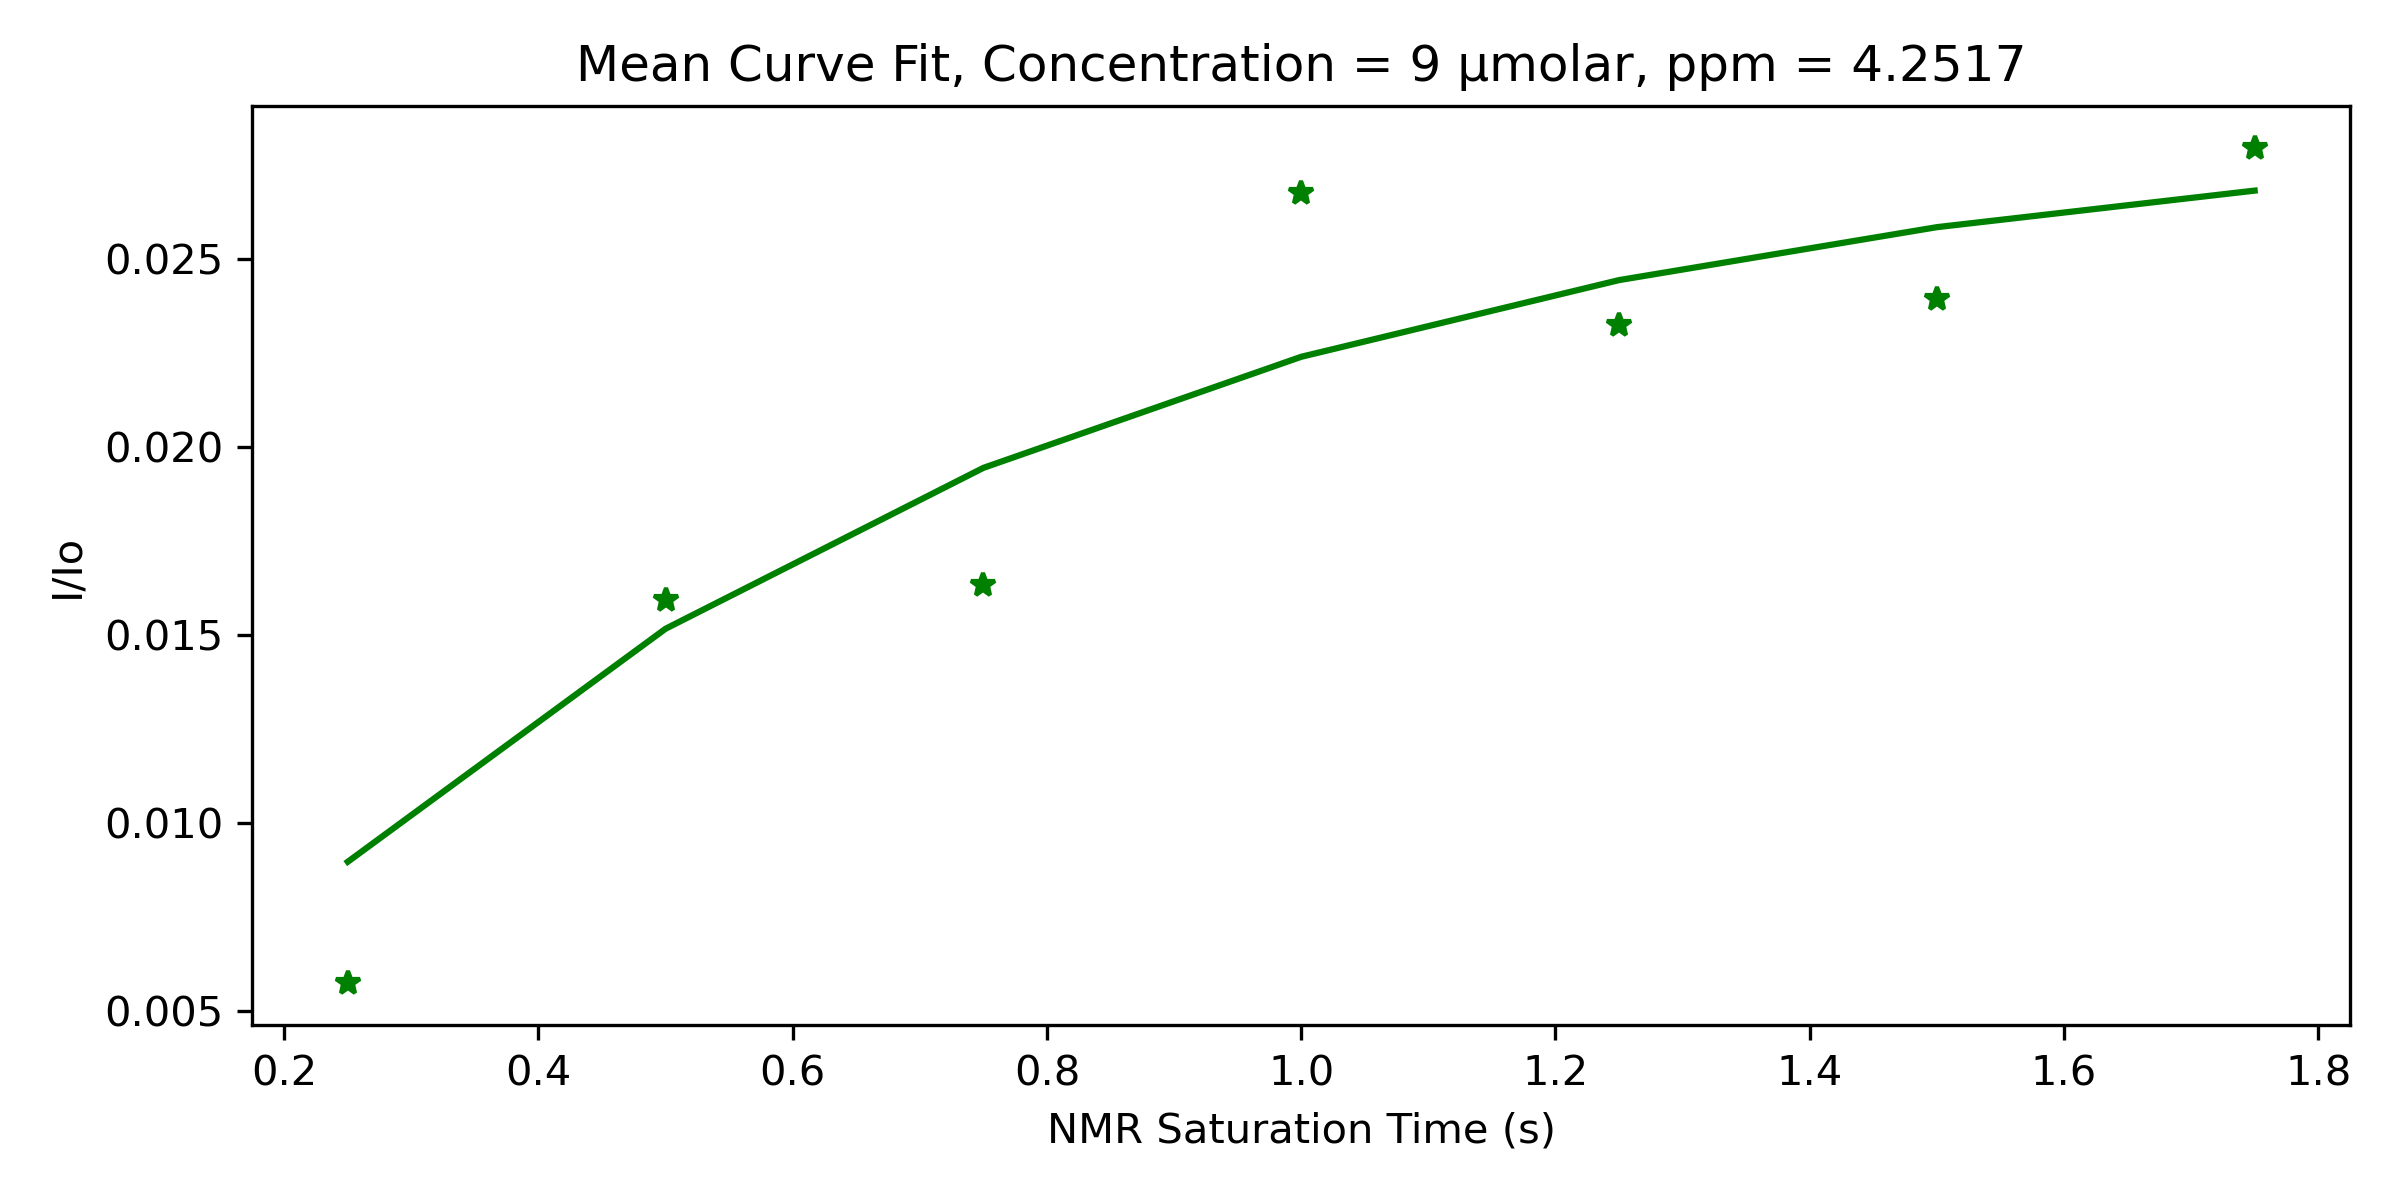 Mean Curve Fit, Concentration = 9 µmolar, ppm = 4.2517
I/Io
0.025
0.020
0.015
0.010
0.005
0.2 0.4 0.6 0.8 1.0 1.2 1.4 1.6 1.8
NMR Saturation Time (s)